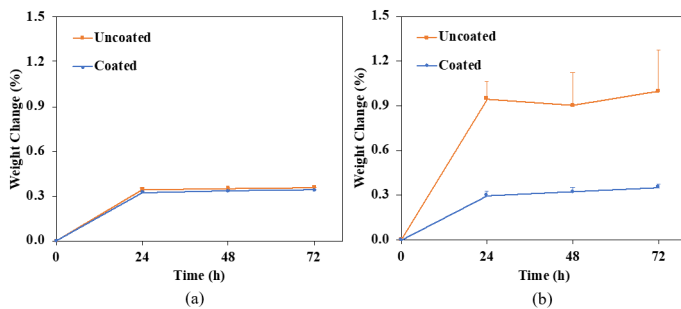 1.5
1.2
0.9
0.6
0.3
0.0
Weight Change (%)
Uncoated
Coated
0
24
48
72
Time (h)
(a)
1.5
1.2
0.9
0.6
0.3
0.0
Weight Change (%)
Uncoated
Coated
0
24
48
72
Time (h)
(b)